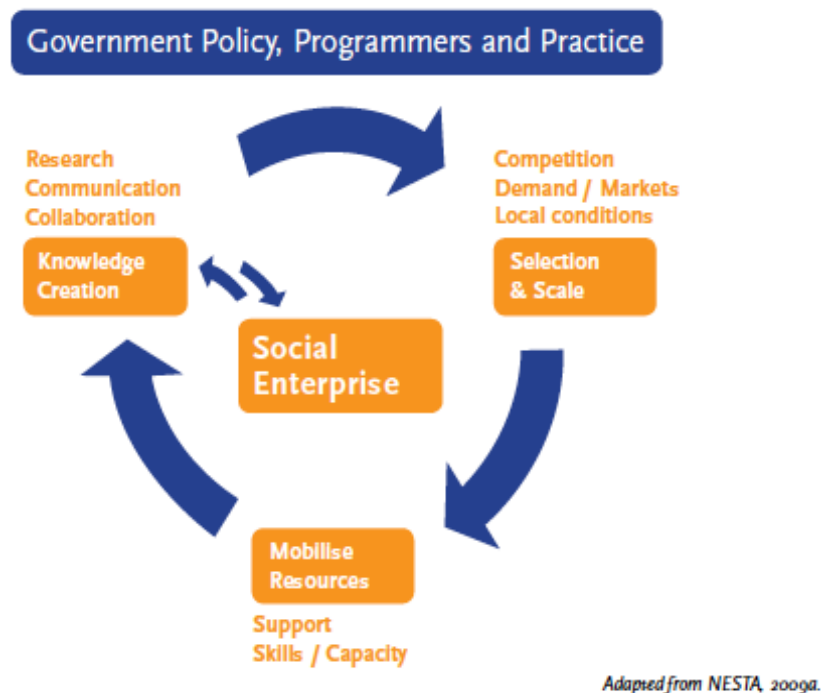 Government Policy, Programmers and Practice
Research
Communication
Collaboration
Knowledge
Creation
Competition
Demand / Markets
Local conditions
Selection
& Scale
Social
Enterprise
Mobilise
Resources
Support
Skills / Capacity
Adapted from NESTA, 2009a.